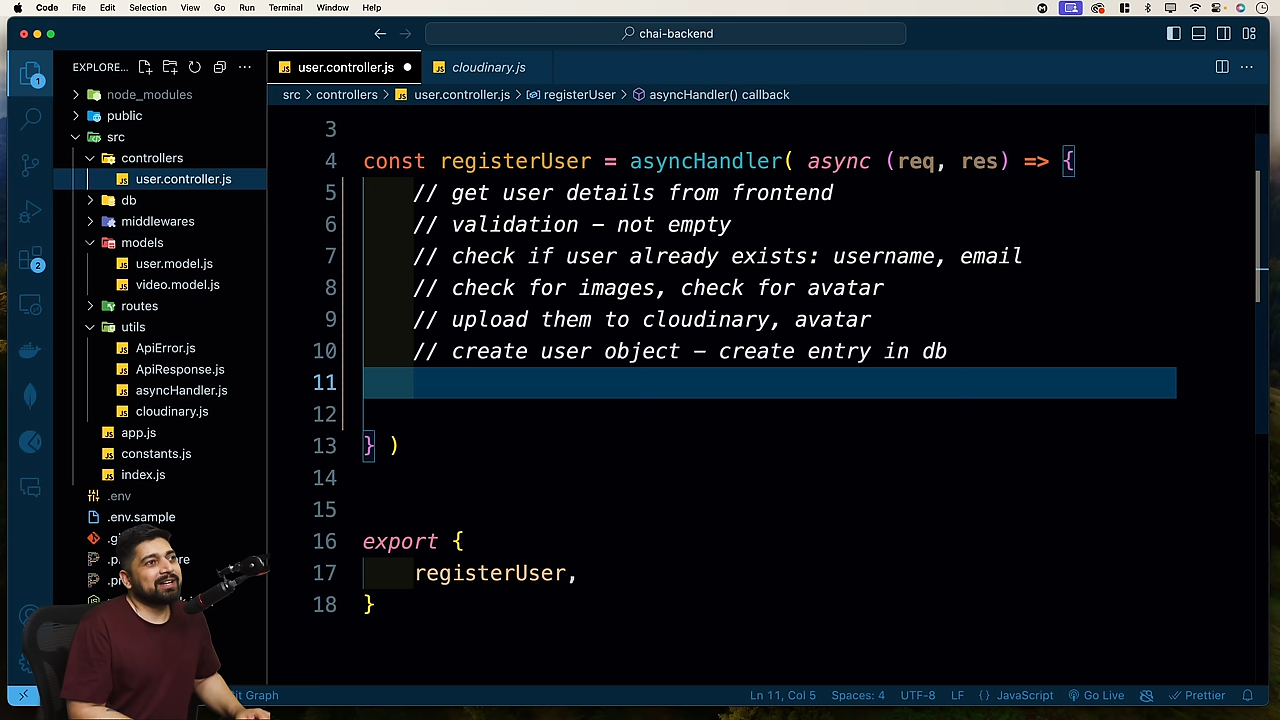 Code File Edit Selection View Go Run Terminal Window Help
chai-backend
EXPLORE...
user.controller.js
cloudinary.js
src > controllers > user.controller.js > registerUser > asyncHandler() callback
1
2
node_modules
public
src
controllers
user.controller.js
db
middlewares
models
user.model.js
video.model.js
routes
utils
ApiError.js
ApiResponse.js
asyncHandler.js
cloudinary.js
app.js
constants.js
index.js
.env
.env.sample
3
4 const registerUser = asyncHandler( async (req, res) => {
5 // get user details from frontend
6 // validation - not empty
7 // check if user already exists: username, email
8 // check for images, check for avatar
9 // upload them to cloudinary, avatar
10 // create user object - create entry in db
11
12
13 } )
14
15
16 export {
17 registerUser,
18 }
Graph
Ln 11, Col 5 Spaces: 4 UTF-8 LF {} JavaScript Go Live Prettier